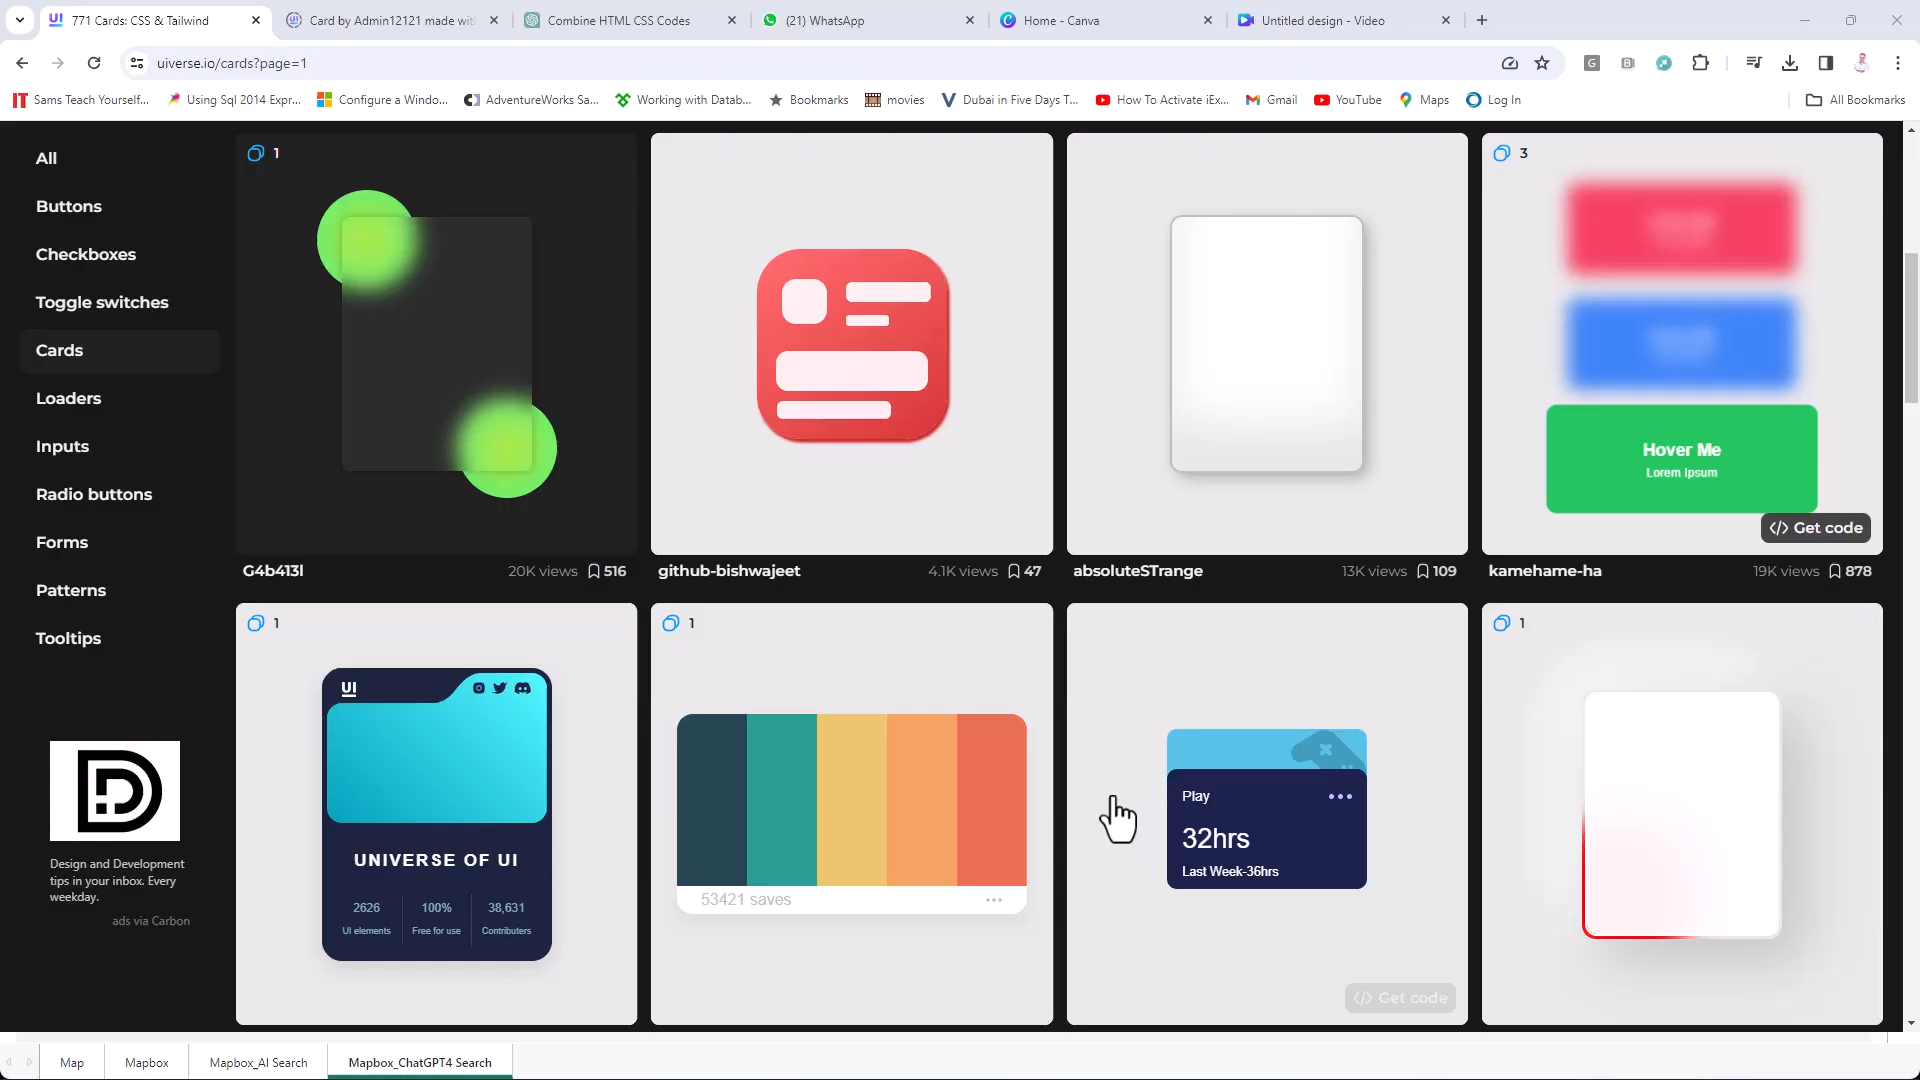 771 Cards: CSS & Tailwind
Card by Admin12121 made with
Combine HTML CSS Codes
(21) WhatsApp
Home - Canva
Untitled design - Video
uiverse.io/cards?page=1
Sams Teach Yourself...
Using Sql 2014 Expr...
Configure a Windo...
AdventureWorks Sa...
Working with Datab...
Bookmarks
movies
Dubai in Five Days T...
How To Activate iEx...
Gmail
YouTube
Maps
Log In
All Bookmarks
All
Buttons
Checkboxes
Toggle switches
Cards
Loaders
Inputs
Radio buttons
Forms
Patterns
Tooltips
Design and Development
tips in your inbox. Every
weekday.
ads via Carbon
1
3
Hover Me
Lorem Ipsum
</> Get code
G4b413l
20K views 516
github-bishwajeet
4.1K views 47
absoluteSTrange
13K views 109
kamehame-ha
19K views 878
1
UI
UNIVERSE OF UI
2626
UI elements
100%
Free for use
38,631
Contributers
1
53421 saves
Play
32hrs
Last Week-36hrs
</> Get code
1
Map
Mapbox
Mapbox_AI Search
Mapbox_ChatGPT4 Search